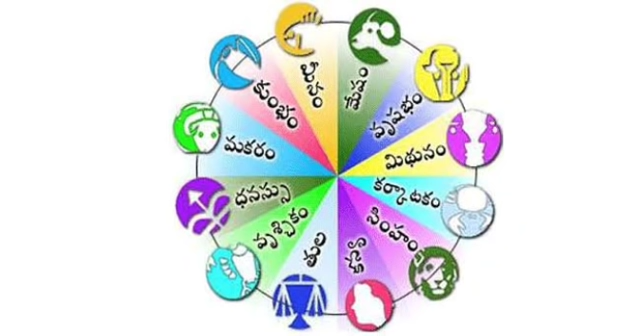 మేషం
వృషభం
మిథునం
కర్కాటకం
సింహం
కన్య
తుల
వృశ్చికం
ధనస్సు
మకరం
కుంభం